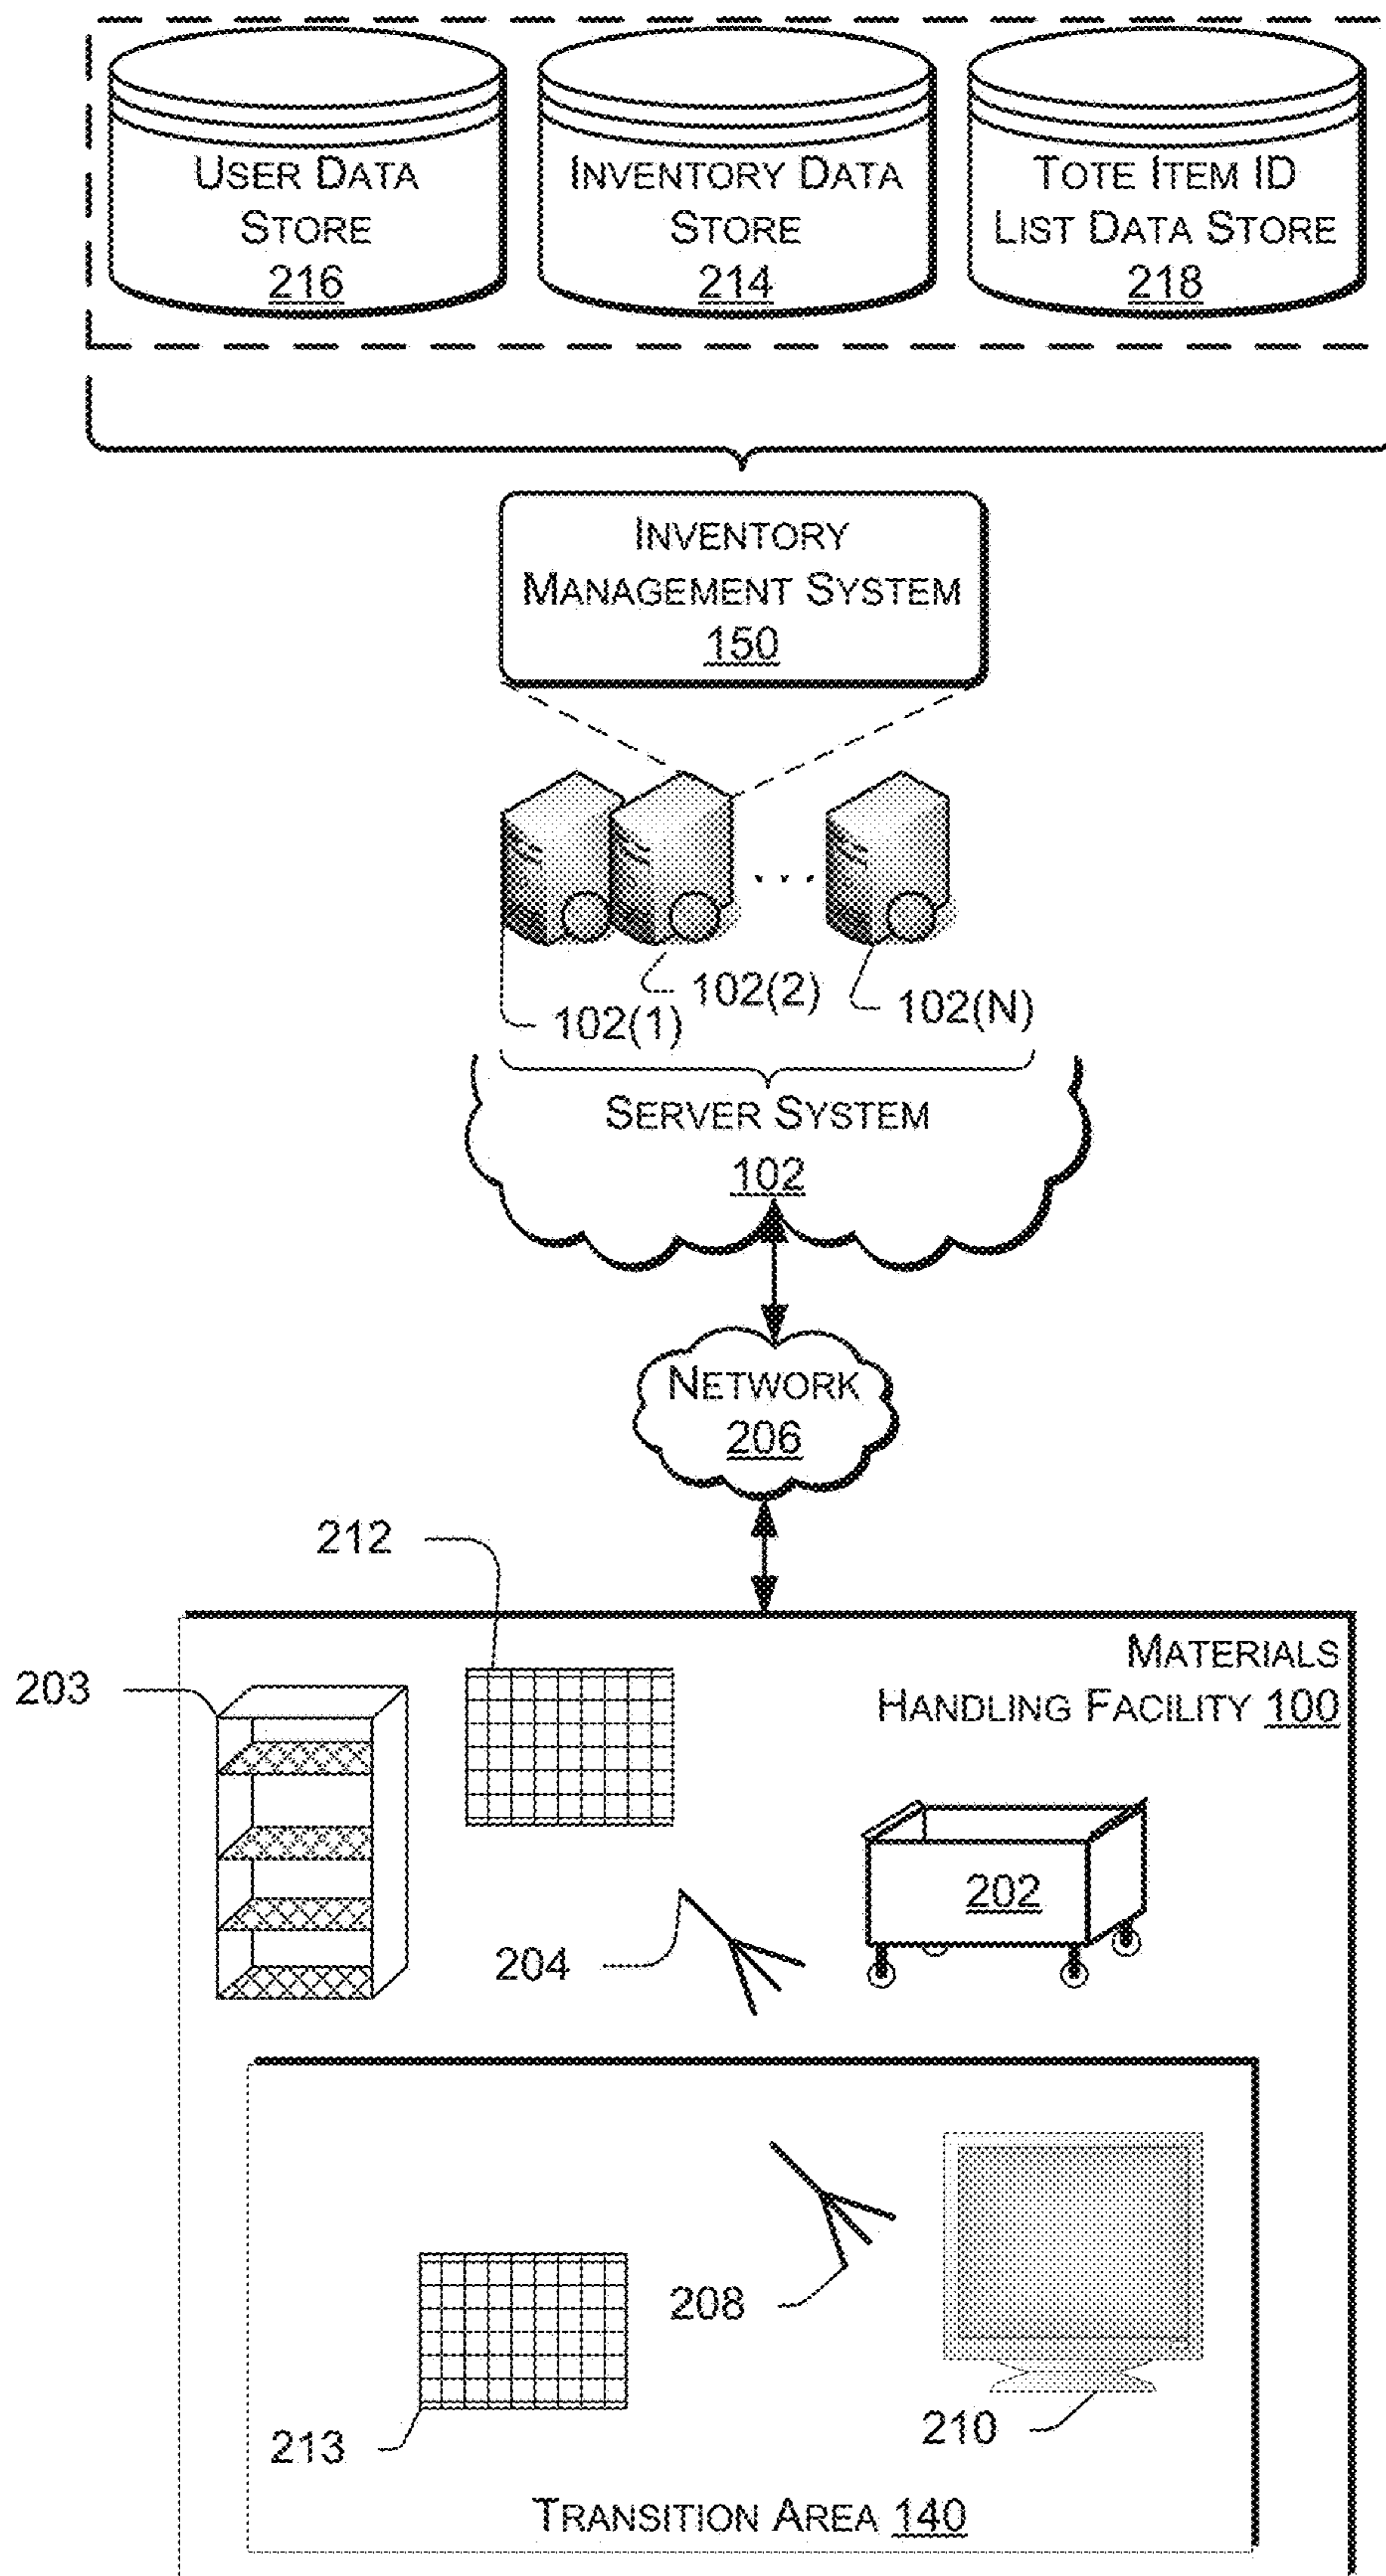 USER DATA
STORE
216
INVENTORY DATA
STORE
214
TOTE ITEM ID
LIST DATA STORE
218
INVENTORY
MANAGEMENT SYSTEM
150
102(1)
102(2)
102(N)
SERVER SYSTEM
102
NETWORK
206
212
MATERIALS
HANDLING FACILITY 100
203
202
204
208
210
213
TRANSITION AREA 140